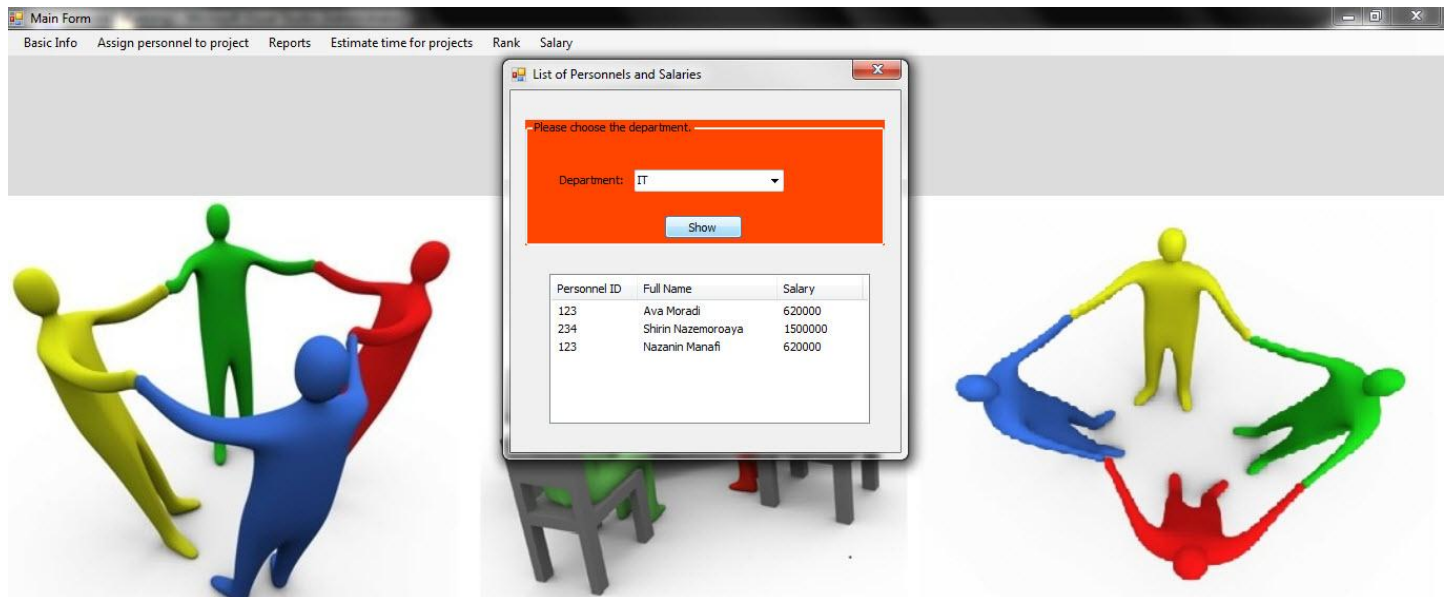 Main Form
Basic Info Assign personnel to project Reports Estimate time for projects Rank Salary
List of Personnels and Salaries
Please choose the department.
Department: IT
Show
Personnel ID Full Name Salary
123 Ava Moradi 620000
234 Shirin Nazemoroaya 1500000
123 Nazanin Manafi 620000